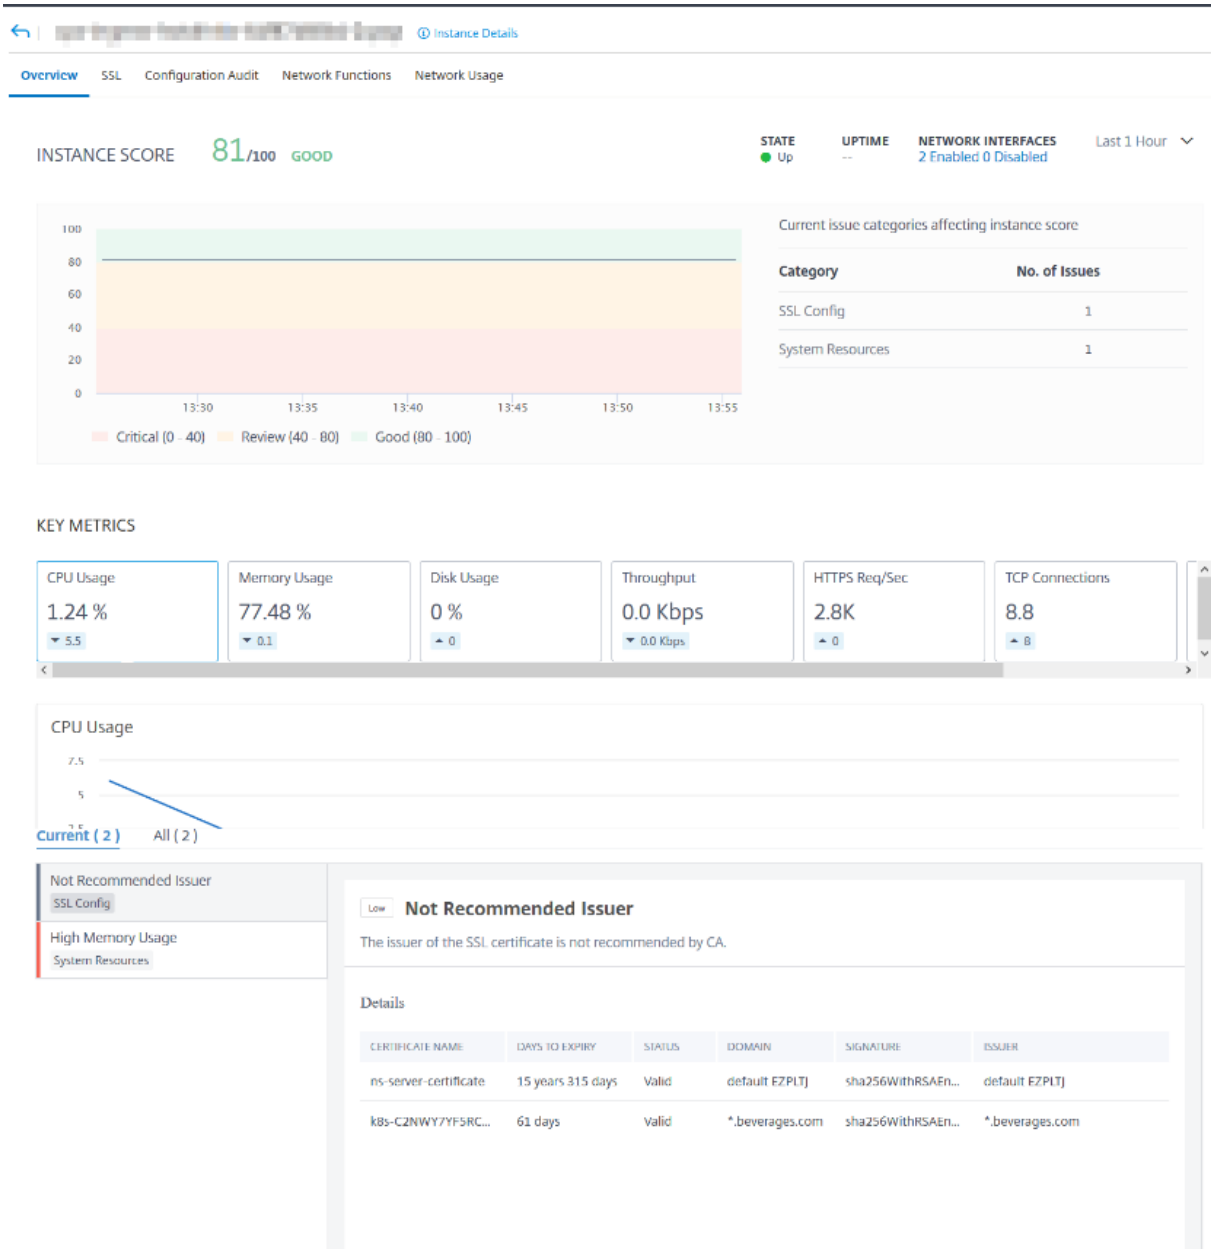 Instance Details
Overview SSL Configuration Audit Network Functions Network Usage
INSTANCE SCORE 81/100 GOOD
STATE UPTIME NETWORK INTERFACES Last 1 Hour
Up -- 2 Enabled 0 Disabled
Current issue categories affecting instance score
Category No. of Issues
SSL Config 1
System Resources 1
100
80
60
40
20
0
13:30 13:35 13:40 13:45 13:50 13:55
Critical (0 - 40) Review (40 - 80) Good (80 - 100)
KEY METRICS
CPU Usage Memory Usage Disk Usage Throughput HTTPS Req/Sec TCP Connections
1.24 % 77.48 % 0 % 0.0 Kbps 2.8K 8.8
5.5 0.1 0 0.0 Kbps 0 8
CPU Usage
7.5
5
Current ( 2 ) All ( 2 )
Not Recommended Issuer
SSL Config
High Memory Usage
System Resources
Low Not Recommended Issuer
The issuer of the SSL certificate is not recommended by CA.
Details
CERTIFICATE NAME DAYS TO EXPIRY STATUS DOMAIN SIGNATURE ISSUER
ns-server-certificate 15 years 315 days Valid default EZPLTJ sha256WithRSAEn... default EZPLTJ
k8s-C2NWY7YF5RC... 61 days Valid *.beverages.com sha256WithRSAEn... *.beverages.com